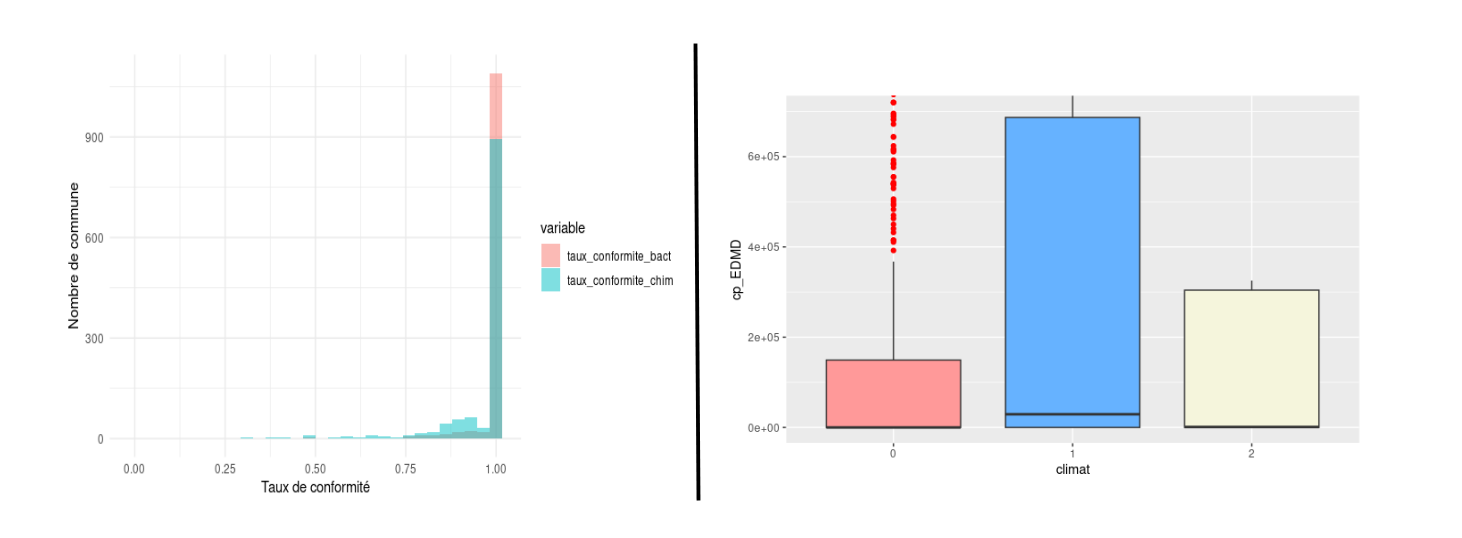 900
600
300
0
Nombre de commune
0.00 0.25 0.50 0.75 1.00
Taux de conformité
variable
taux_conformite_bact
taux_conformite_chim
6e+05
4e+05
2e+05
0e+00
cp_EDMD
0 1 2
climat